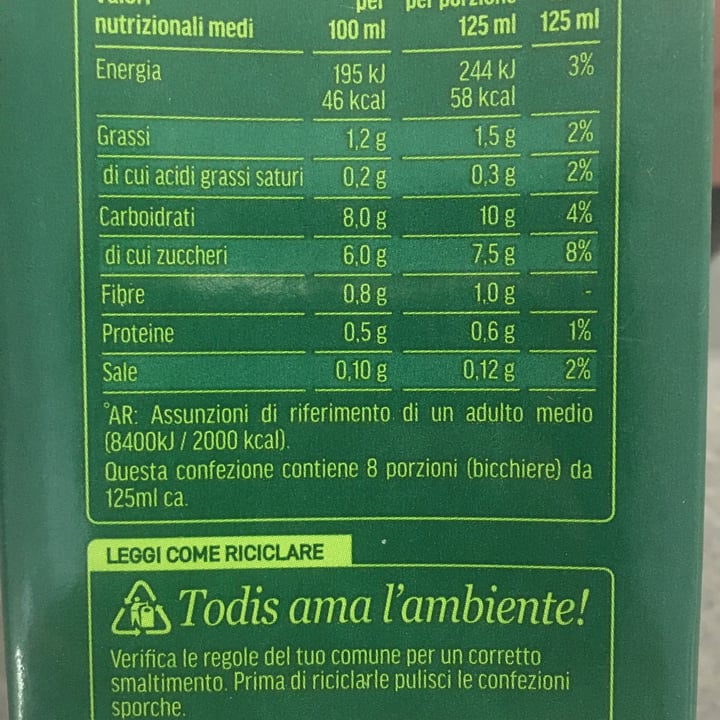 per
nutrizionali medi 100 ml 125 ml 125 ml
Energia 195 kJ 244 kJ 3%
46 kcal 58 kcal
Grassi 1,2 g 1,5 g 2%
di cui acidi grassi saturi 0,2 g 0,3 g 2%
Carboidrati 8,0 g 10 g 4%
di cui zuccheri 6,0 g 7,5 g 8%
Fibre 0,8 g 1,0 g -
Proteine 0,5 g 0,6 g 1%
Sale 0,10 g 0,12 g 2%
°AR: Assunzioni di riferimento di un adulto medio
(8400kJ / 2000 kcal).
Questa confezione contiene 8 porzioni (bicchiere) da
125ml ca.
LEGGI COME RICICLARE
Todis ama l'ambiente!
Verifica le regole del tuo comune per un corretto
smaltimento. Prima di riciclarle pulisci le confezioni
sporche.